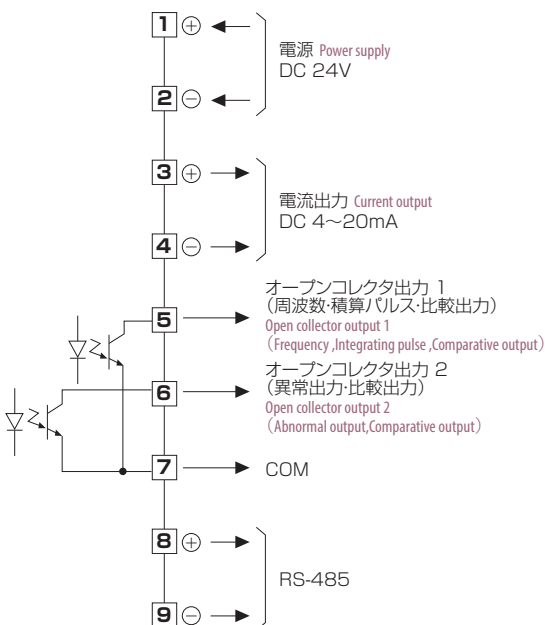 1 ⊕
電源 Power supply
DC 24V
2 ⊖
3 ⊕
電流出力 Current output
DC 4～20mA
4 ⊖
オープンコレクタ出力 1
（周波数・積算パルス・比較出力）
5
Open collector output 1
（Frequency ,Integrating pulse ,Comparative output）
オープンコレクタ出力 2
（異常出力・比較出力）
6
Open collector output 2
（Abnormal output,Comparative output）
7 COM
8 ⊕
RS-485
9 ⊖